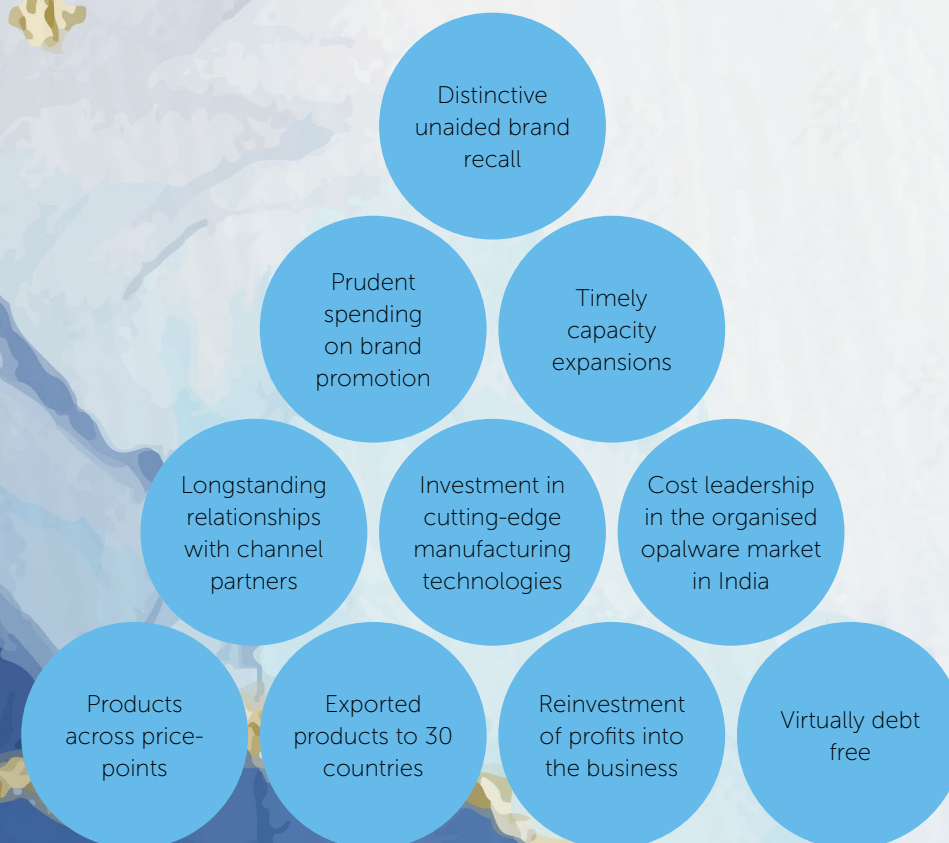 Distinctive
unaided brand
recall
Prudent
spending
on brand
promotion
Timely
capacity
expansions
Longstanding
relationships
with channel
partners
Investment in
cutting-edge
manufacturing
technologies
Cost leadership
in the organised
opalware market
in India
Products
across price-
points
Exported
products to 30
countries
Reinvestment
of profits into
the business
Virtually debt
free